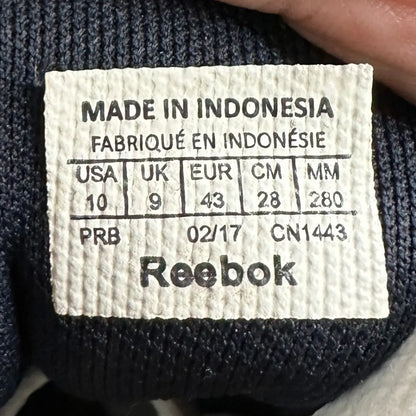 MADE IN INDONESIA
FABRIQUÉ EN INDONÉSIE
USA UK EUR CM MM
10 9 43 28 280
PRB 02/17 CN1443
Reebok